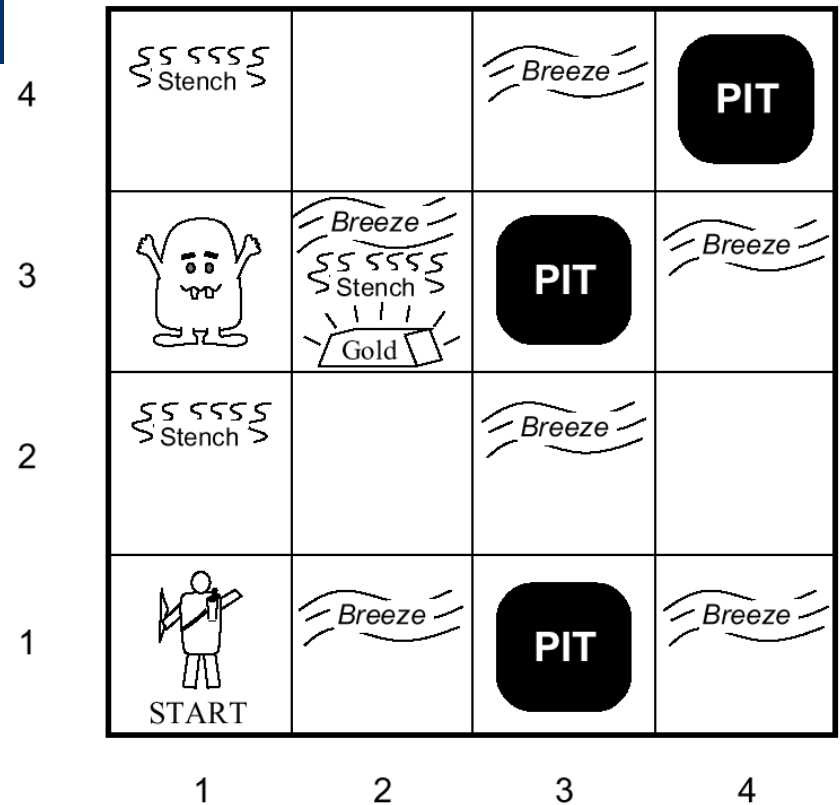 4
Stench
Breeze
PIT
3
Breeze
Stench
Gold
PIT
Breeze
2
Stench
Breeze
1
START
Breeze
PIT
Breeze
1 2 3 4